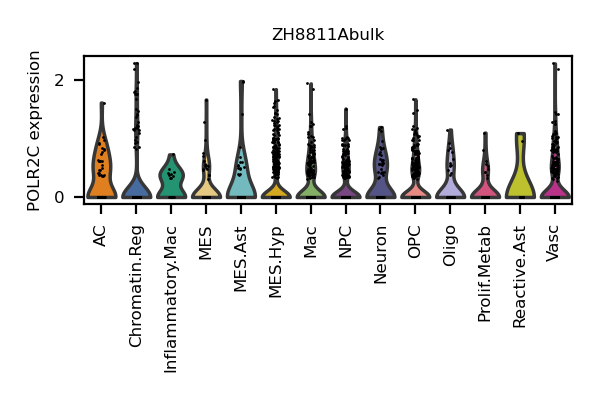 ZH8811Abulk
POLR2C expression
2
0
AC
Chromatin.Reg
Inflammatory.Mac
MES
MES.Ast
MES.Hyp
Mac
NPC
Neuron
OPC
Oligo
Prolif.Metab
Reactive.Ast
Vasc